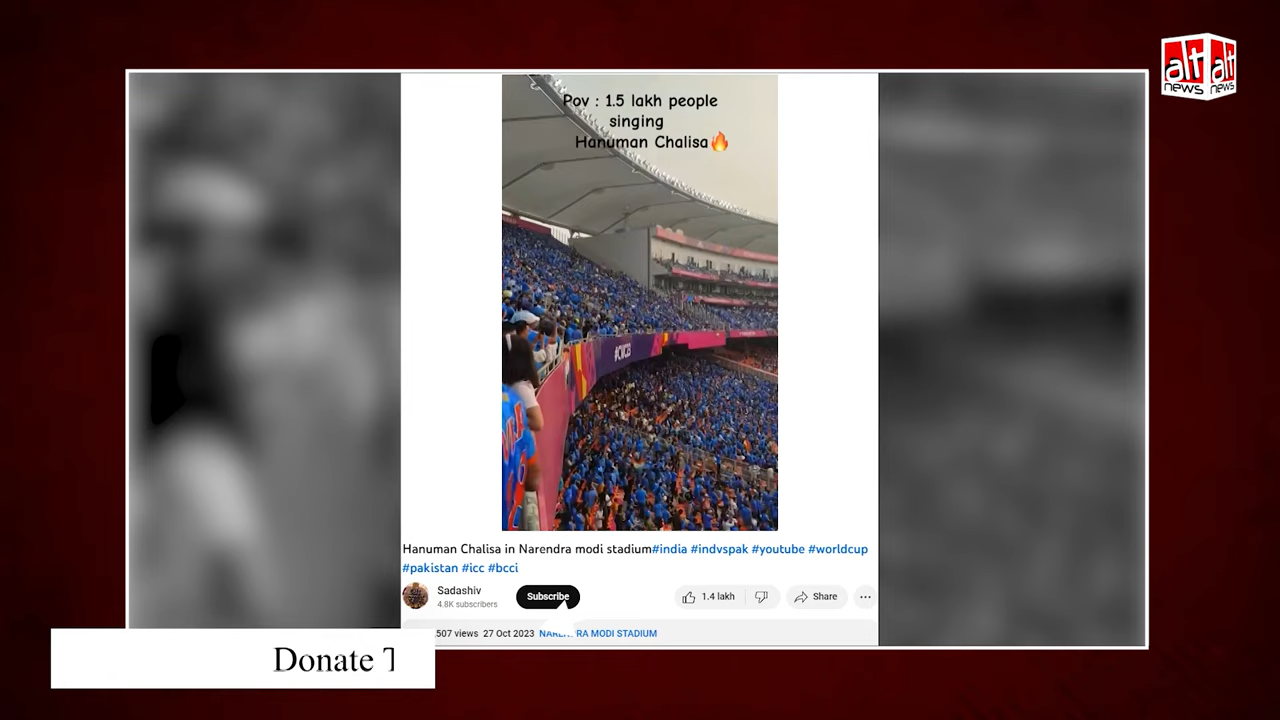 alt alt
news news
Pov : 1.5 lakh people
singing
Hanuman Chalisa🔥
#CWC23
Hanuman Chalisa in Narendra modi stadium#india #indvspak #youtube #worldcup
#pakistan #icc #bcci
Sadashiv
4.8K subscribers
Subscribe
1.4 lakh
Share
507 views 27 Oct 2023 MODI STADIUM
Donate